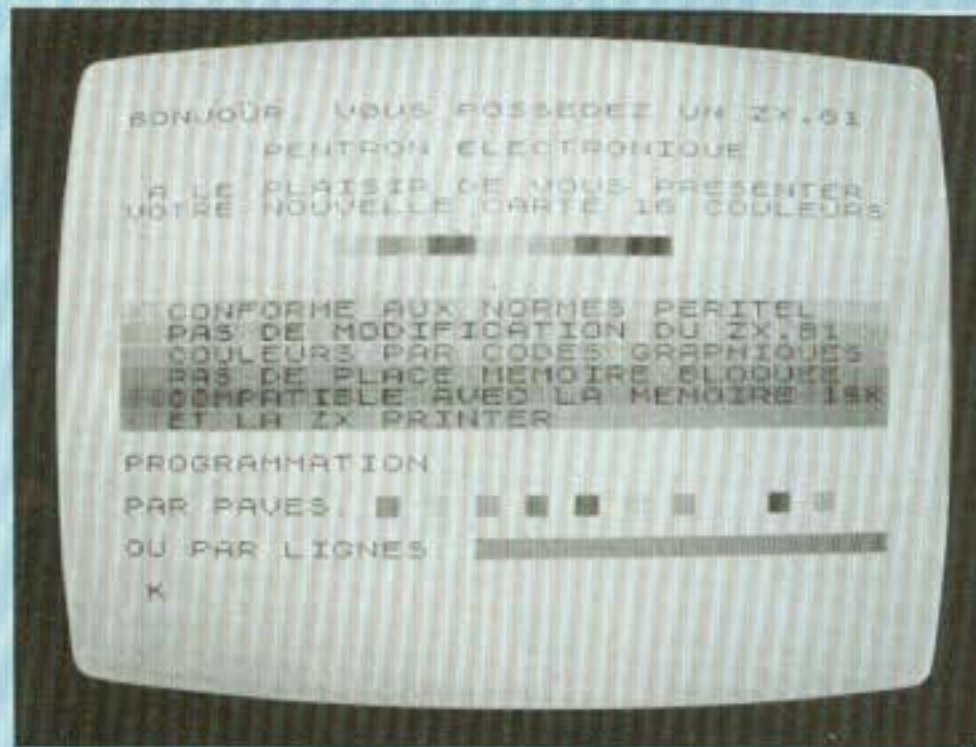 BONJOUR VOUS POSSEDEZ UN ZX.81
PENTRON ELECTRONIQUE
A LE PLAISIR DE VOUS PRESENTER
VOTRE NOUVELLE CARTE 16 COULEURS
CONFORME AUX NORMES PERITEL
PAS DE MODIFICATION DU ZX.81
COULEURS PAR CODES GRAPHIQUES
PAS DE PLACE MEMOIRE BLOQUEE
COMPATIBLE AVEC LA MEMOIRE 16K
ET LA ZX PRINTER
PROGRAMMATION
PAR PAVES
OU PAR LIGNES
K